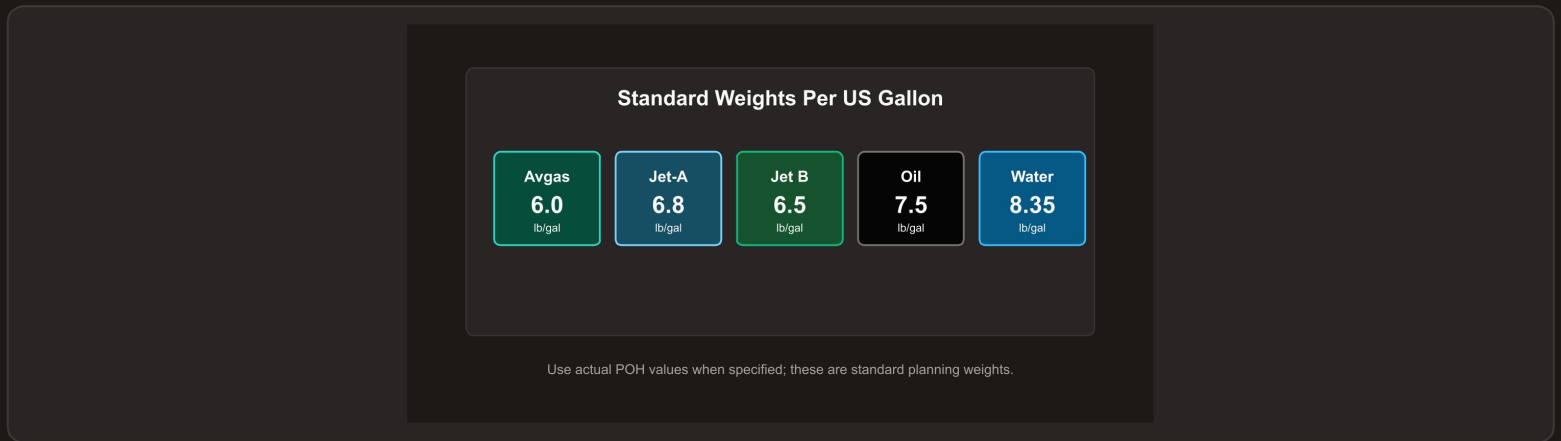 Standard Weights Per US Gallon
Avgas
6.0
lb/gal
Jet-A
6.8
lb/gal
Jet B
6.5
lb/gal
Oil
7.5
lb/gal
Water
8.35
lb/gal
Use actual POH values when specified; these are standard planning weights.